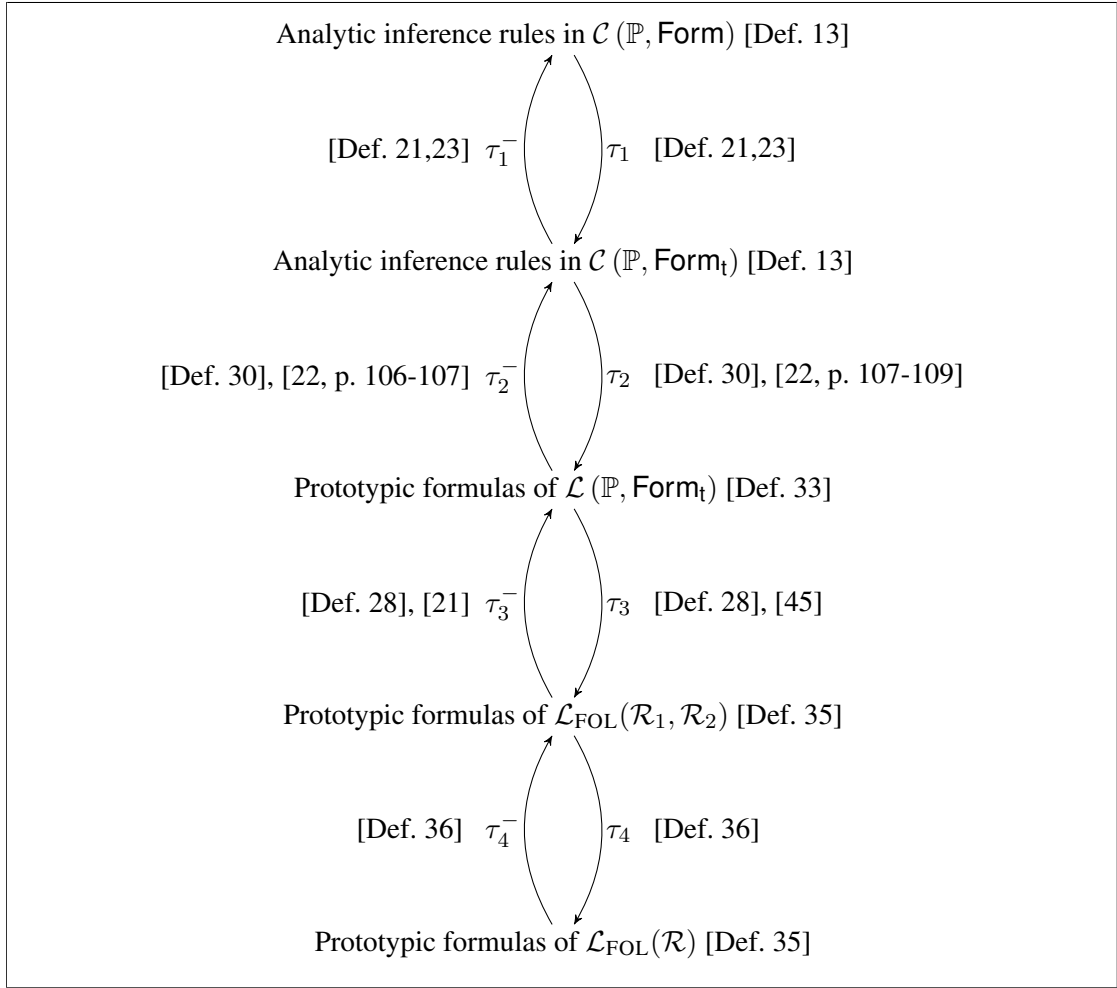 Analytic inference rules in 𝒞 (ℙ, Form) [Def. 13]
[Def. 21,23] τ₁⁻ τ₁ [Def. 21,23]
Analytic inference rules in 𝒞 (ℙ, Formₜ) [Def. 13]
[Def. 30], [22, p. 106-107] τ₂⁻ τ₂ [Def. 30], [22, p. 107-109]
Prototypic formulas of ℒ (ℙ, Formₜ) [Def. 33]
[Def. 28], [21] τ₃⁻ τ₃ [Def. 28], [45]
Prototypic formulas of ℒ_FOL(ℛ₁, ℛ₂) [Def. 35]
[Def. 36] τ₄⁻ τ₄ [Def. 36]
Prototypic formulas of ℒ_FOL(ℛ) [Def. 35]